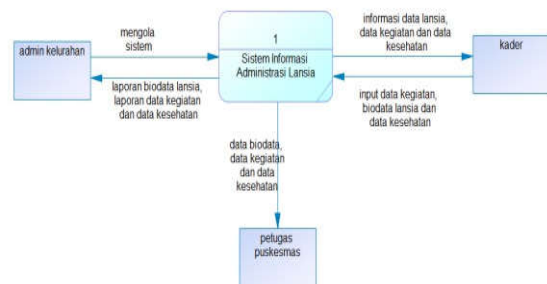 mengola
sistem
admin kelurahan
laporan biodata lansia,
laporan data kegiatan
dan data kesehatan
1
Sistem Informasi
Administrasi Lansia
informasi data lansia,
data kegiatan dan data
kesehatan
kader
input data kegiatan,
biodata lansia dan
data kesehatan
data biodata,
data kegiatan
dan data
kesehatan
petugas
puskesmas